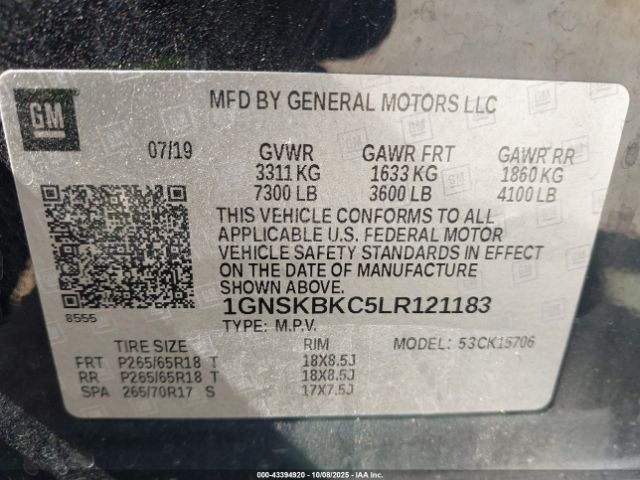 GM
MFD BY GENERAL MOTORS LLC
07/19 GVWR GAWR FRT GAWR RR
3311 KG 1633 KG 1860 KG
7300 LB 3600 LB 4100 LB
THIS VEHICLE CONFORMS TO ALL
APPLICABLE U.S. FEDERAL MOTOR
VEHICLE SAFETY STANDARDS IN EFFECT
ON THE DATE OF MANUFACTURE
SHOWN ABOVE.
8555
1GNSKBKC5LR121183
TYPE: M.P.V.
TIRE SIZE RIM MODEL: 53CK15706
FRT P265/65R18 T 18X8.5J
RR P265/65R18 T 18X8.5J
SPA 265/70R17 S 17X7.5J
000-43394920 | 10/08/2025 | IAA Inc.